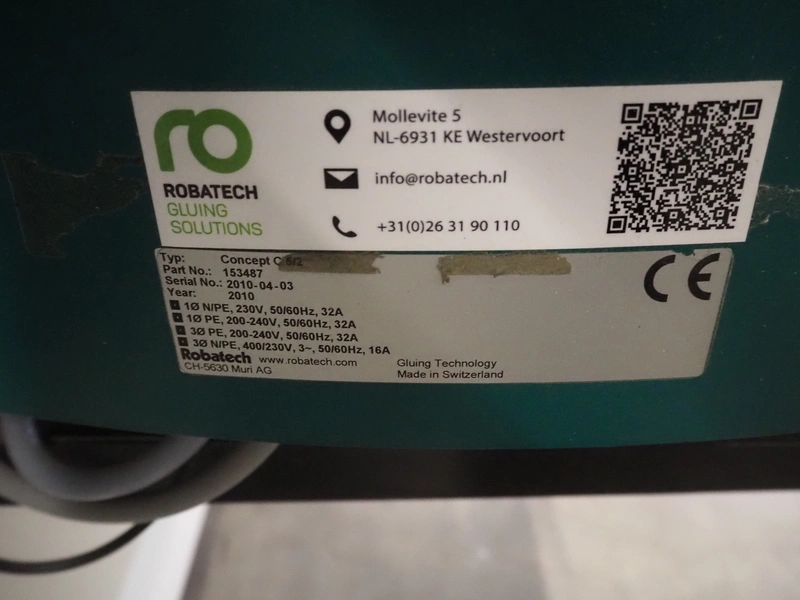 ro
ROBATECH
GLUING
SOLUTIONS
Mollevite 5
NL-6931 KE Westervoort
info@robatech.nl
+31(0)26 31 90 110
Typ: Concept C 5/2
Part No.: 153487
Serial No.: 2010-04-03
Year: 2010
1Ø N/PE, 230V, 50/60Hz, 32A
1Ø PE, 200-240V, 50/60Hz, 32A
3Ø PE, 200-240V, 50/60Hz, 32A
3Ø N/PE, 400/230V, 3~, 50/60Hz, 16A
Robatech www.robatech.com
CH-5630 Muri AG
Gluing Technology
Made in Switzerland
CE